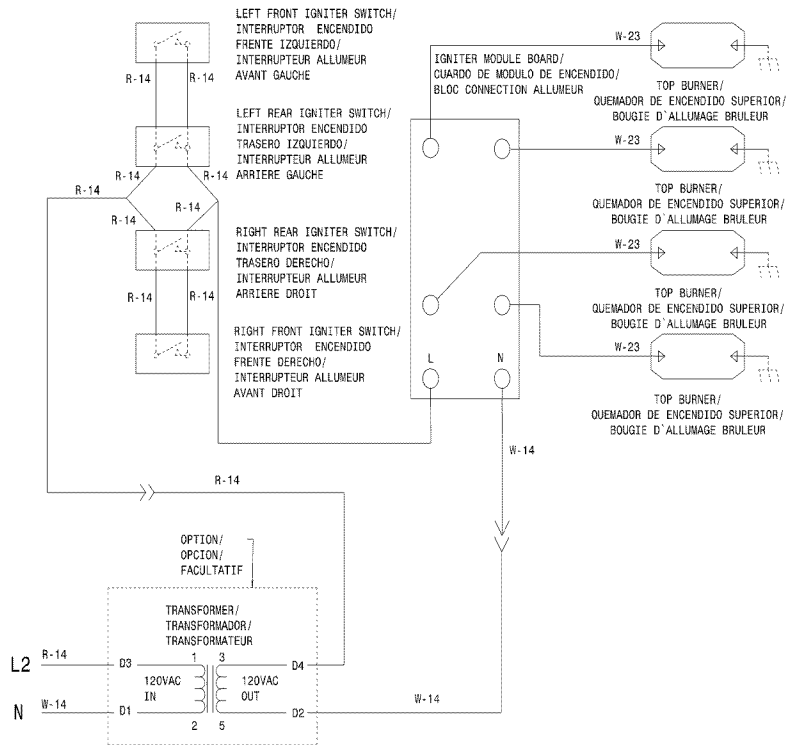 LEFT FRONT IGNITER SWITCH/
INTERRUPTOR ENCENDIDO
FRENTE IZQUIERDO/
INTERRUPTEUR ALLUMEUR
AVANT GAUCHE
R-14
R-14
LEFT REAR IGNITER SWITCH/
INTERRUPTOR ENCENDIDO
TRASERO IZQUIERDO/
INTERRUPTEUR ALLUMEUR
ARRIERE GAUCHE
R-14
R-14
R-14
R-14
R-14
RIGHT REAR IGNITER SWITCH/
INTERRUPTOR ENCENDIDO
TRASERO DERECHO/
INTERRUPTEUR ALLUMEUR
ARRIERE DROIT
R-14
R-14
RIGHT FRONT IGNITER SWITCH/
INTERRUPTOR ENCENDIDO
FRENTE DERECHO/
INTERRUPTEUR ALLUMEUR
AVANT DROIT
IGNITER MODULE BOARD/
CUARDO DE MODULO DE ENCENDIDO/
BLOC CONNECTION ALLUMEUR
L
N
W-23
TOP BURNER/
QUEMADOR DE ENCENDIDO SUPERIOR/
BOUGIE D`ALLUMAGE BRULEUR
W-23
TOP BURNER/
QUEMADOR DE ENCENDIDO SUPERIOR/
BOUGIE D`ALLUMAGE BRULEUR
W-23
TOP BURNER/
QUEMADOR DE ENCENDIDO SUPERIOR/
BOUGIE D`ALLUMAGE BRULEUR
W-23
TOP BURNER/
QUEMADOR DE ENCENDIDO SUPERIOR/
BOUGIE D`ALLUMAGE BRULEUR
W-14
R-14
OPTION/
OPCION/
FACULTATIF
TRANSFORMER/
TRANSFORMADOR/
TRANSFORMATEUR
L2
R-14
D3
1
3
D4
120VAC
IN
120VAC
OUT
N
W-14
D1
2
5
D2
W-14